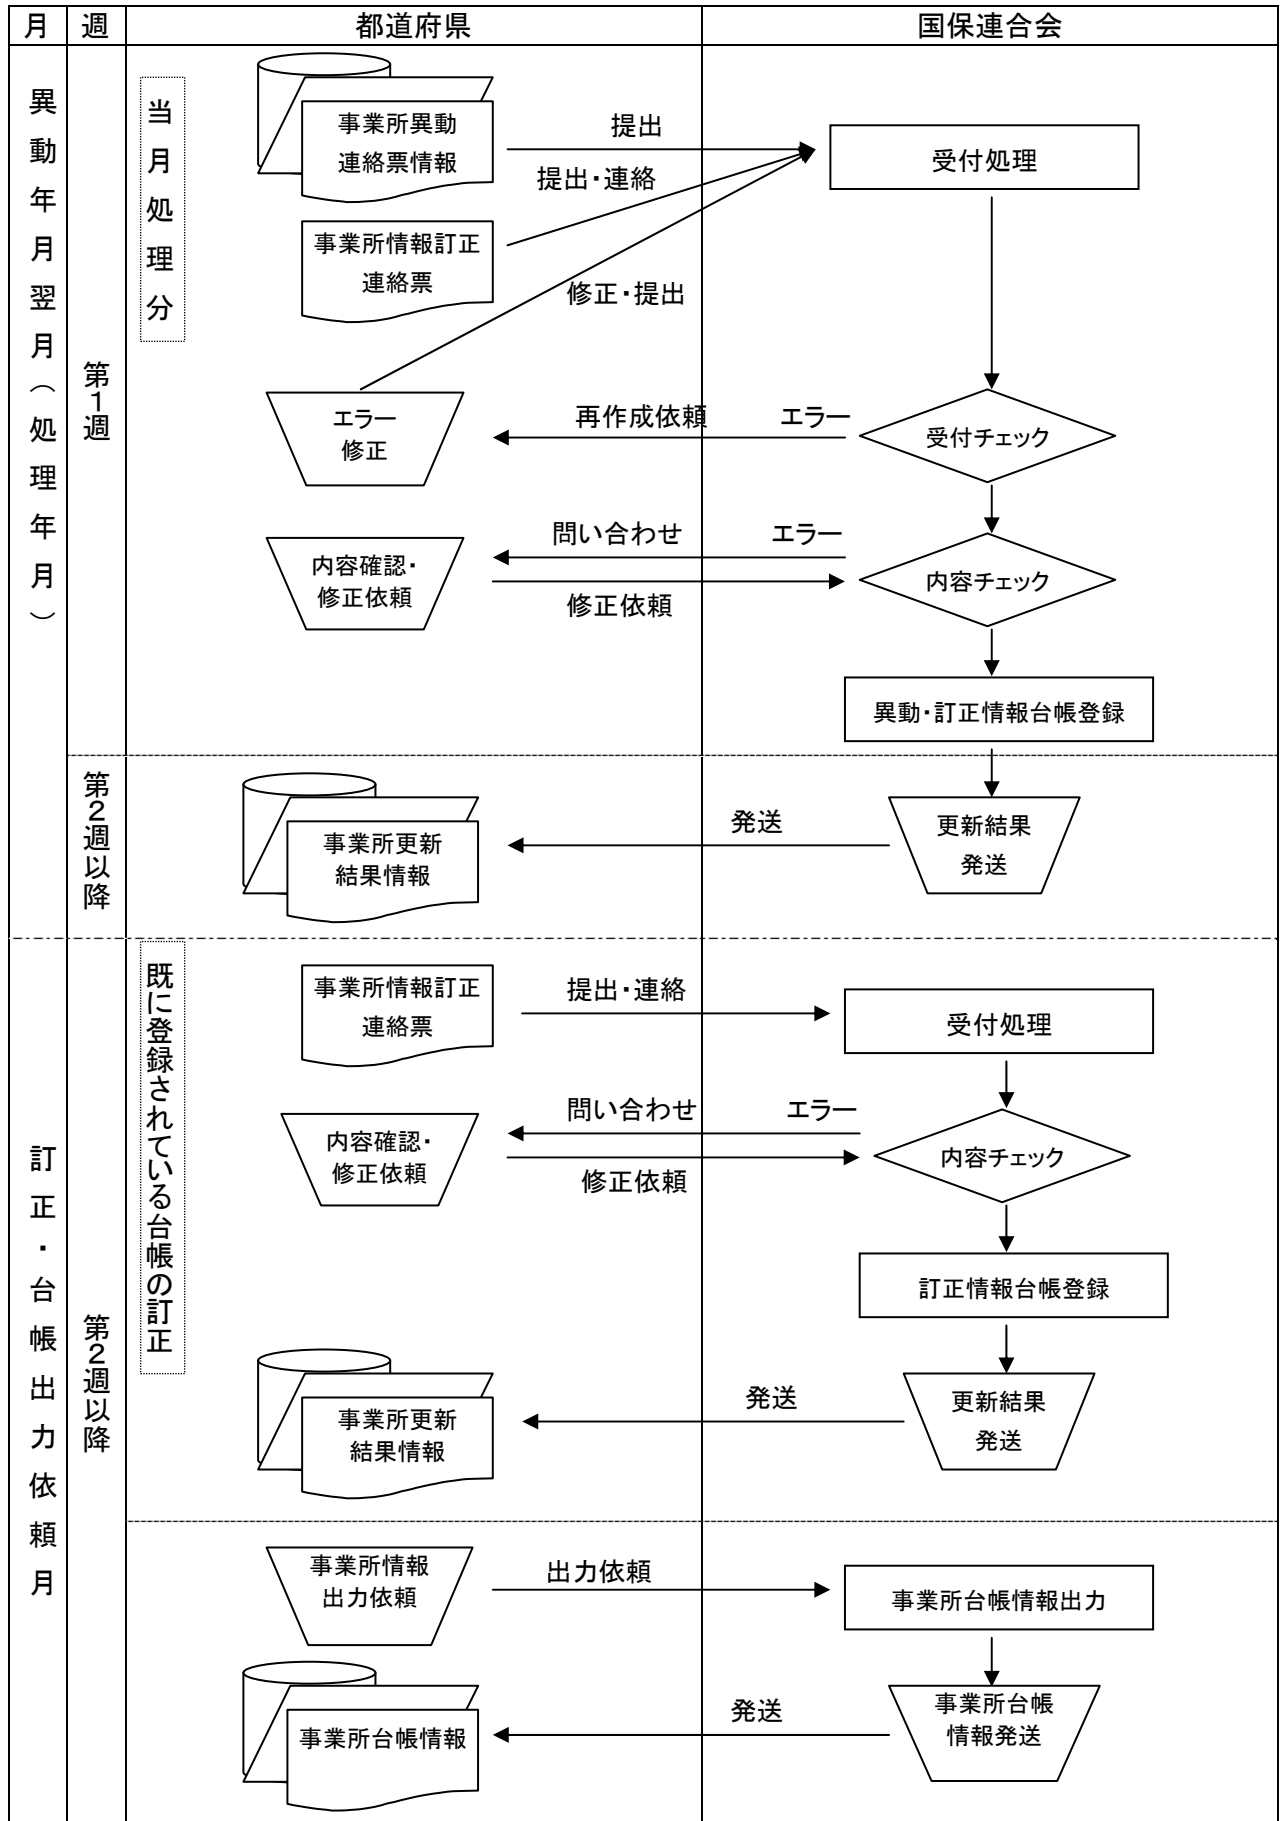 月
週
都道府県
国保連合会
異動年月翌月（処理年月）
第1週
当月処理分
事業所異動
連絡票情報
提出
受付処理
提出・連絡
事業所情報訂正
連絡票
修正・提出
エラー
修正
再作成依頼
エラー
受付チェック
内容確認・
修正依頼
問い合わせ
エラー
修正依頼
内容チェック
異動・訂正情報台帳登録
第2週以降
事業所更新
結果情報
発送
更新結果
発送
訂正・台帳出力依頼月
第2週以降
既に登録されている台帳の訂正
事業所情報訂正
連絡票
提出・連絡
受付処理
内容確認・
修正依頼
問い合わせ
エラー
修正依頼
内容チェック
訂正情報台帳登録
事業所更新
結果情報
発送
更新結果
発送
事業所情報
出力依頼
出力依頼
事業所台帳情報出力
事業所台帳情報
発送
事業所台帳
情報発送